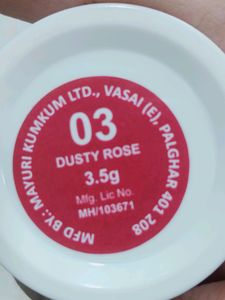 MFD BY.: MAYURI KUMKUM LTD., VASAI (E), PALGHAR 401 208
03
DUSTY ROSE
3.5g
Mfg. Lic No.
MH/103671